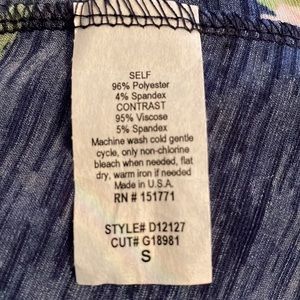 SELF
96% Polyester
4% Spandex
CONTRAST
95% Viscose
5% Spandex
Machine wash cold gentle
cycle, only non-chlorine
bleach when needed, flat
dry, warm iron if needed
Made in U.S.A.
RN # 151771
STYLE# D12127
CUT# G18981
S